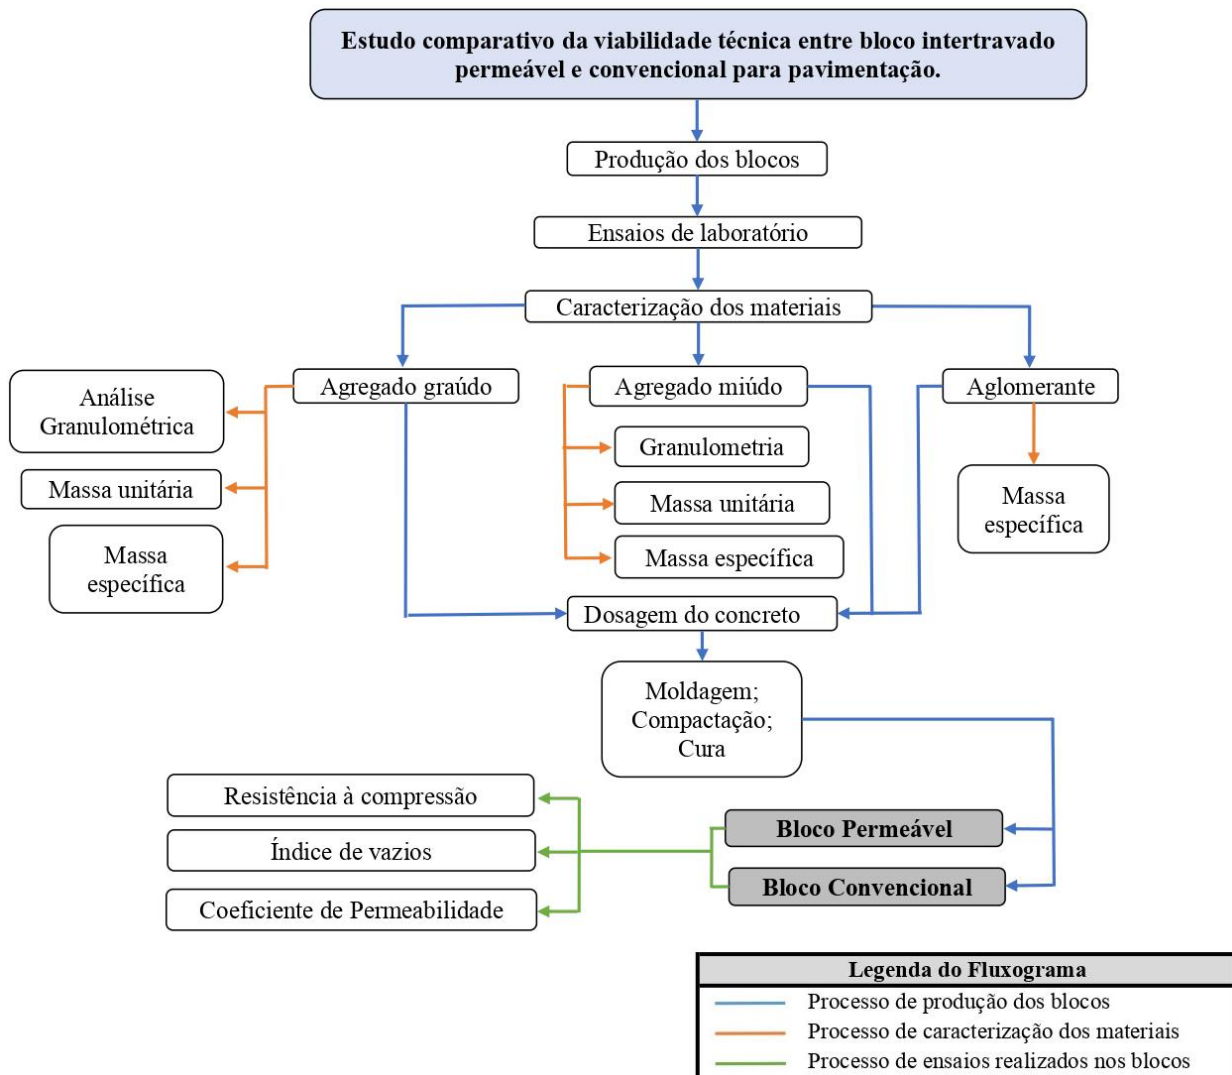 Estudo comparativo da viabilidade técnica entre bloco intertravado
permeável e convencional para pavimentação.
Produção dos blocos
Ensaios de laboratório
Caracterização dos materiais
Agregado graúdo
Agregado miúdo
Aglomerante
Análise
Granulométrica
Massa unitária
Massa
específica
Granulometria
Massa unitária
Massa específica
Massa
específica
Dosagem do concreto
Moldagem;
Compactação;
Cura
Resistência à compressão
Índice de vazios
Coeficiente de Permeabilidade
Bloco Permeável
Bloco Convencional
Legenda do Fluxograma
Processo de produção dos blocos
Processo de caracterização dos materiais
Processo de ensaios realizados nos blocos